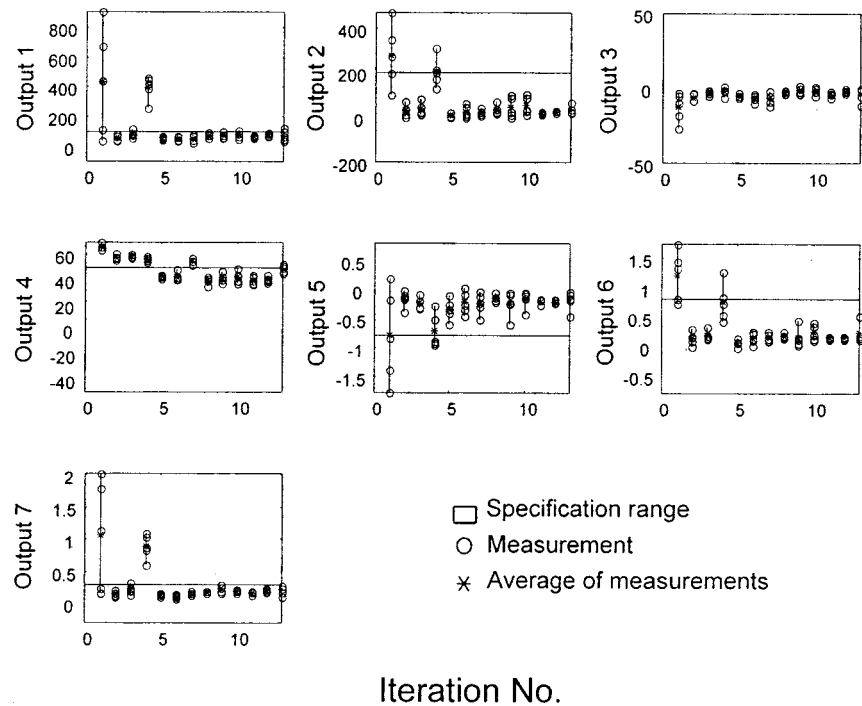 Output 1
800
600
400
200
100
0
0 5 10
Output 2
400
200
200
0
-200
0 5 10
Output 3
50
0
-50
0 5 10
Output 4
60
40
20
0
-20
-40
0 5 10
Output 5
0.5
0
-0.5
-1
-1.5
0 5 10
Output 6
1.5
1
0.5
0
-0.5
0 5 10
Output 7
2
1.5
1
0.5
0
0 5 10
Specification range
Measurement
Average of measurements
Iteration No.